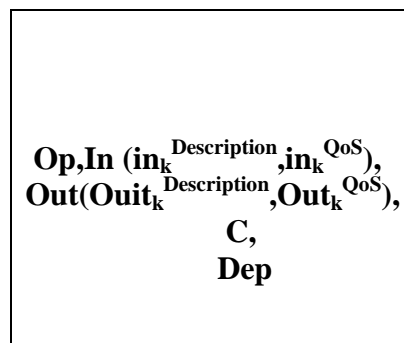 Op,In (in_k^Description,in_k^QoS),
Out(Ouit_k^Description,Out_k^QoS),
C,
Dep